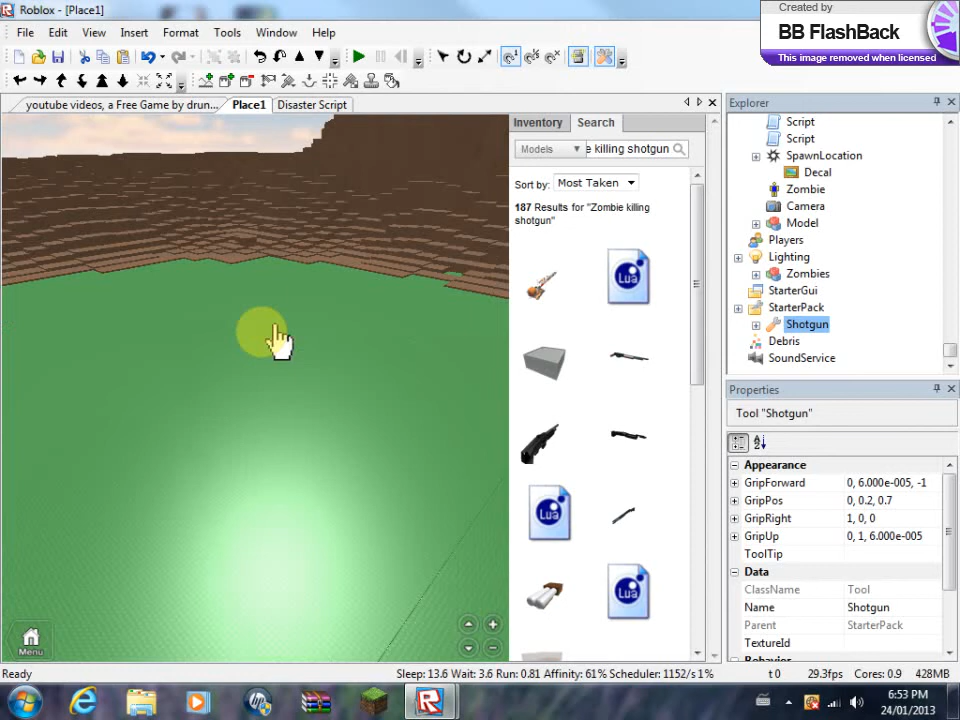 Roblox - [Place1]
Created by
BB FlashBack
This image removed when licensed
File Edit View Insert Format Tools Window Help
youtube videos, a Free Game by drun... Place1 Disaster Script
Inventory Search
Models e killing shotgun
Sort by: Most Taken
187 Results for "Zombie killing
shotgun"
Lua
Lua
Lua
Menu
Explorer
Script
Script
SpawnLocation
Decal
Zombie
Camera
Model
Players
Lighting
Zombies
StarterGui
StarterPack
Shotgun
Debris
SoundService
Properties
Tool "Shotgun"
Appearance
GripForward 0, 6.000e-005, -1
GripPos 0, 0.2, 0.7
GripRight 1, 0, 0
GripUp 0, 1, 6.000e-005
ToolTip
Data
ClassName Tool
Name Shotgun
Parent StarterPack
TextureId
Behavior
Ready Sleep: 13.6 Wait: 3.6 Run: 0.81 Affinity: 61% Scheduler: 1152/s 1% t 0 29.3fps Cores: 0.9 428MB
6:53 PM
24/01/2013